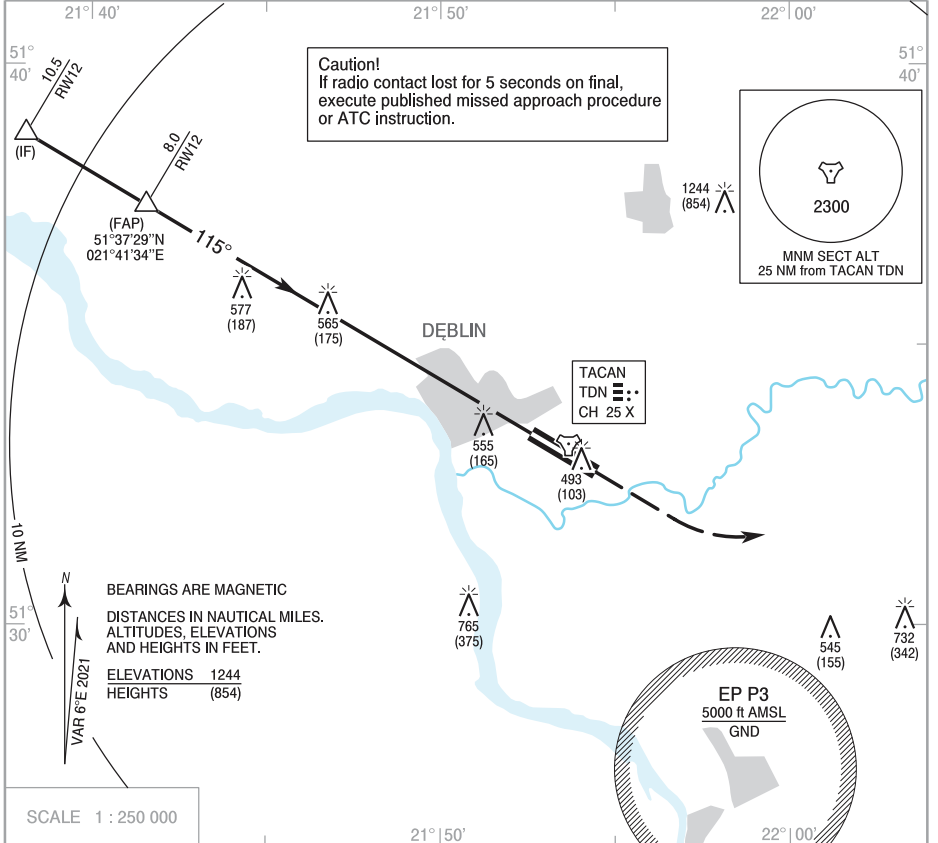 21°40'
21°50'
22°00'
51°
40'
51°
40'
10.5
RW12
(IF)
8.0
RW12
(FAP)
51°37'29"N
021°41'34"E
115°
Caution!
If radio contact lost for 5 seconds on final,
execute published missed approach procedure
or ATC instruction.
1244
(854)
2300
MNM SECT ALT
25 NM from TACAN TDN
577
(187)
565
(175)
DĘBLIN
TACAN
TDN
CH 25 X
555
(165)
493
(103)
10 NM
N
VAR 6°E 2021
BEARINGS ARE MAGNETIC
DISTANCES IN NAUTICAL MILES.
ALTITUDES, ELEVATIONS
AND HEIGHTS IN FEET.
ELEVATIONS 1244
HEIGHTS (854)
51°
30'
765
(375)
545
(155)
732
(342)
EP P3
5000 ft AMSL
GND
SCALE 1 : 250 000
21°50'
22°00'